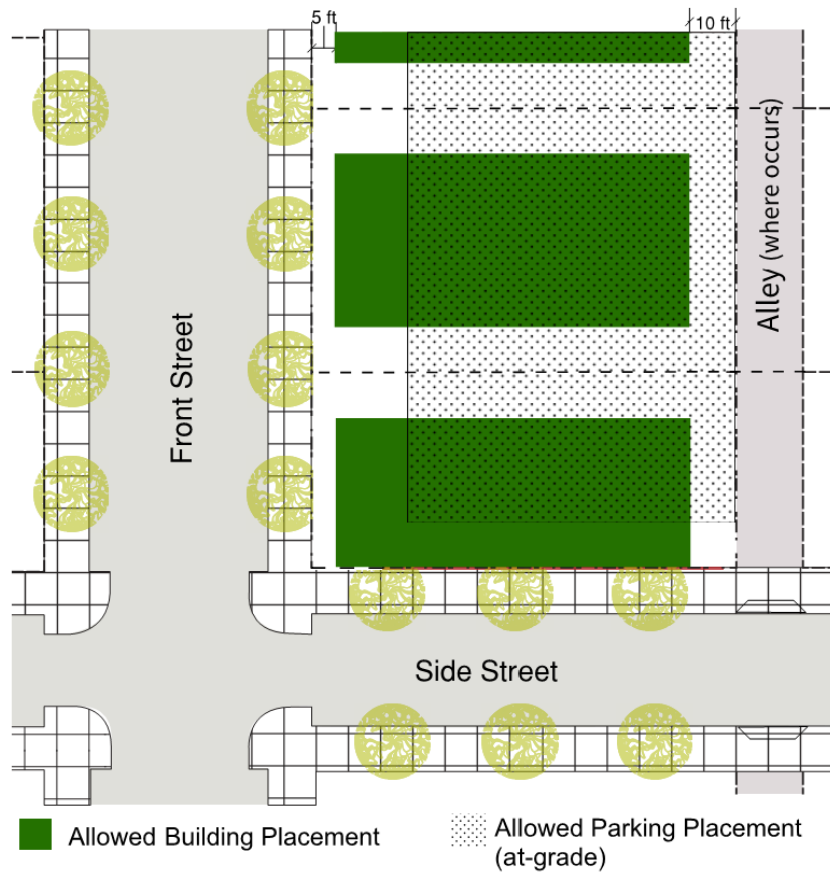 5 ft
10 ft
Alley (where occurs)
Front Street
Side Street
Allowed Building Placement
Allowed Parking Placement
(at-grade)